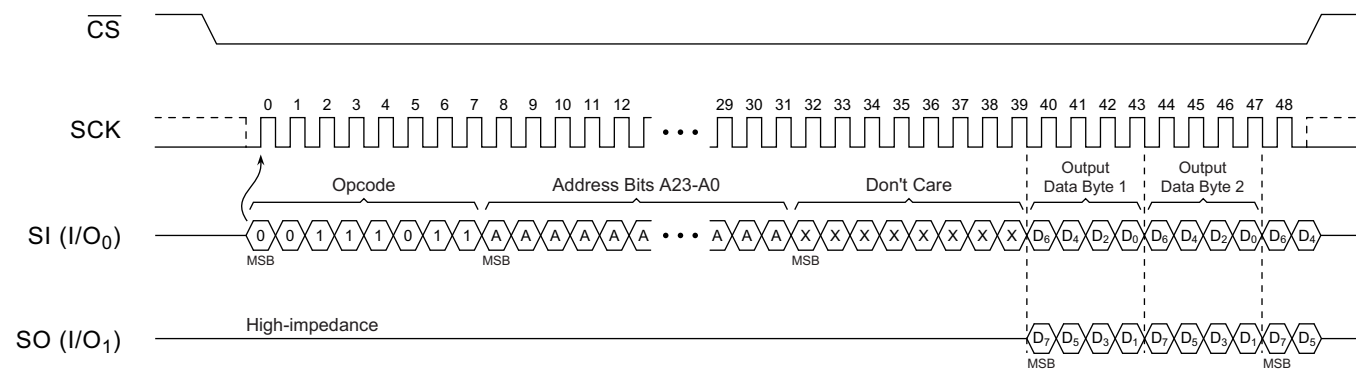 CS
SCK
0 1 2 3 4 5 6 7 8 9 10 11 12 29 30 31 32 33 34 35 36 37 38 39 40 41 42 43 44 45 46 47 48
Opcode
Address Bits A23-A0
Don't Care
Output
Data Byte 1
Output
Data Byte 2
SI (I/O0)
0 0 1 1 1 0 1 1 A A A A A A A A A X X X X X X X X D6 D4 D2 D0 D6 D4 D2 D0 D6 D4
MSB MSB MSB
High-impedance
SO (I/O1)
D7 D5 D3 D1 D7 D5 D3 D1 D7 D5
MSB MSB